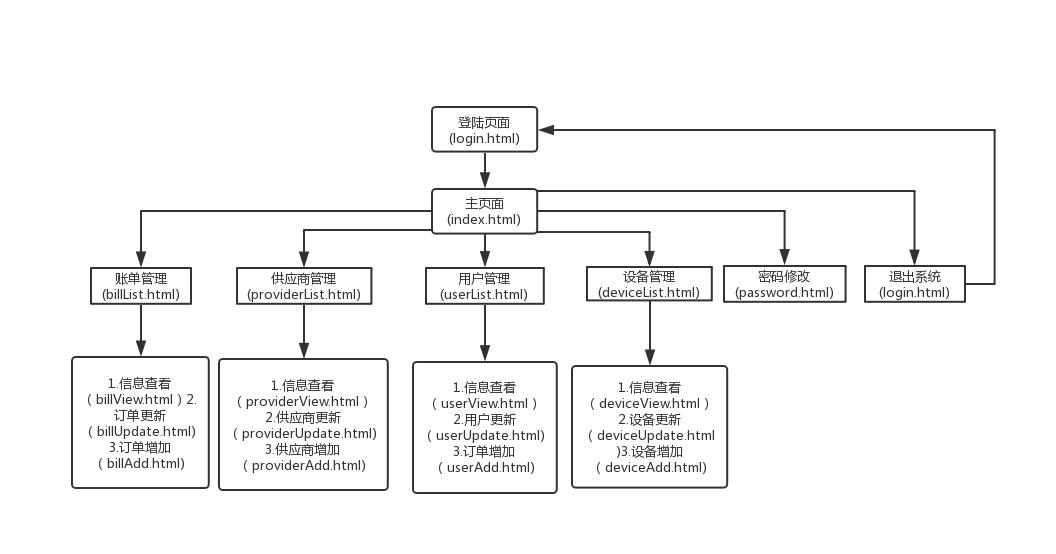 登陆页面
(login.html)
主页面
(index.html)
账单管理
(billList.html)
供应商管理
(providerList.html)
用户管理
(userList.html)
设备管理
(deviceList.html)
密码修改
(password.html)
退出系统
(login.html)
1.信息查看
（billView.html）2.
订单更新
（billUpdate.html)
3.订单增加
（billAdd.html)
1.信息查看
（providerView.html）
2.供应商更新
（providerUpdate.html)
3.供应商增加
（providerAdd.html)
1.信息查看
（userView.html）
2.用户更新
（userUpdate.html)
3.订单增加
（userAdd.html)
1.信息查看
（deviceView.html）
2.设备更新
（deviceUpdate.html
)3.设备增加
（deviceAdd.html)